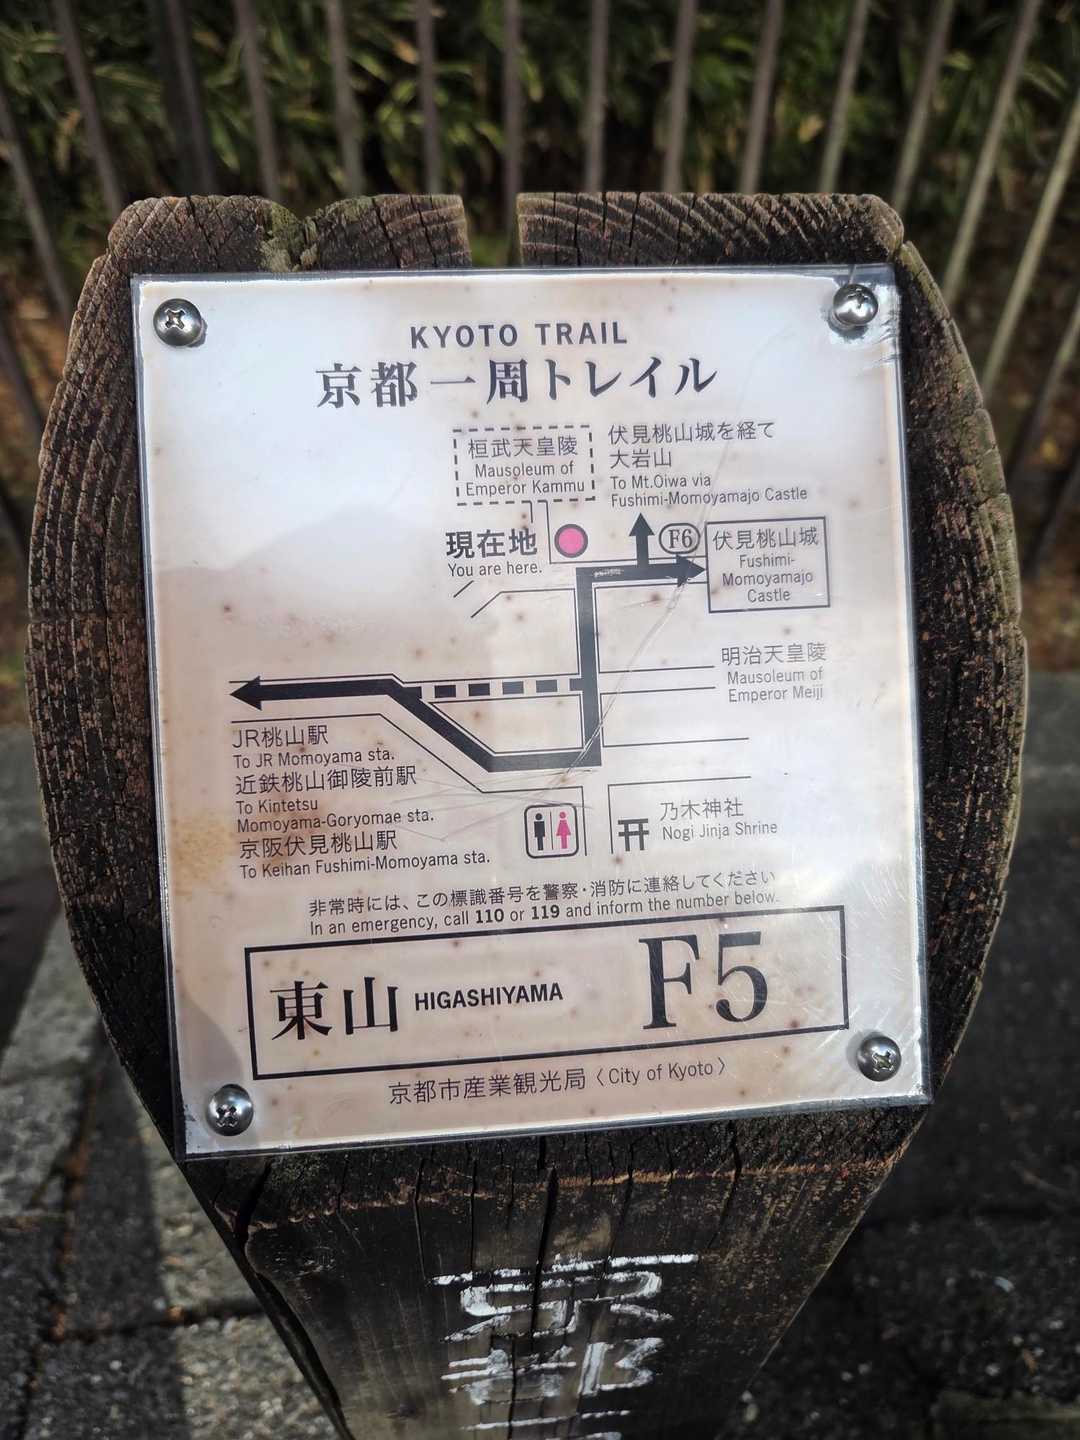 KYOTO TRAIL
京都一周トレイル
桓武天皇陵
Mausoleum of
Emperor Kammu
伏見桃山城を経て
大岩山
To Mt.Oiwa via
Fushimi-Momoyamajo Castle
現在地
You are here.
F6
伏見桃山城
Fushimi-
Momoyamajo
Castle
明治天皇陵
Mausoleum of
Emperor Meiji
JR桃山駅
To JR Momoyama sta.
近鉄桃山御陵前駅
To Kintetsu
Momoyama-Goryomae sta.
京阪伏見桃山駅
To Keihan Fushimi-Momoyama sta.
乃木神社
Nogi Jinja Shrine
非常時には、この標識番号を警察・消防に連絡してください
In an emergency, call 110 or 119 and inform the number below.
東山 HIGASHIYAMA F5
京都市産業観光局〈City of Kyoto〉
京
都